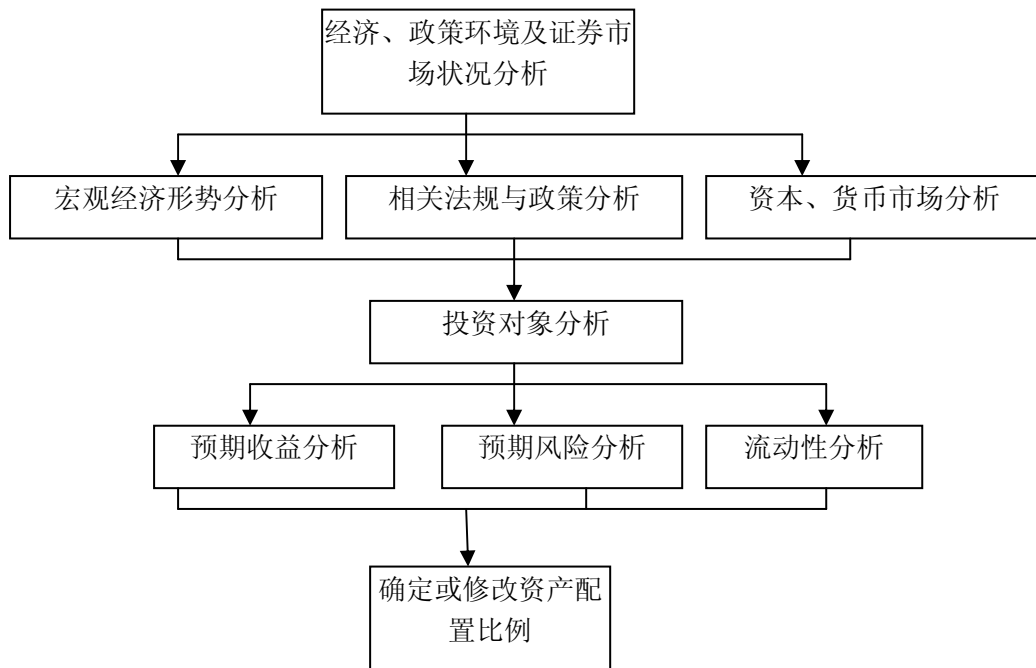 经济、政策环境及证券市
场状况分析
宏观经济形势分析
相关法规与政策分析
资本、货币市场分析
投资对象分析
预期收益分析
预期风险分析
流动性分析
确定或修改资产配
置比例